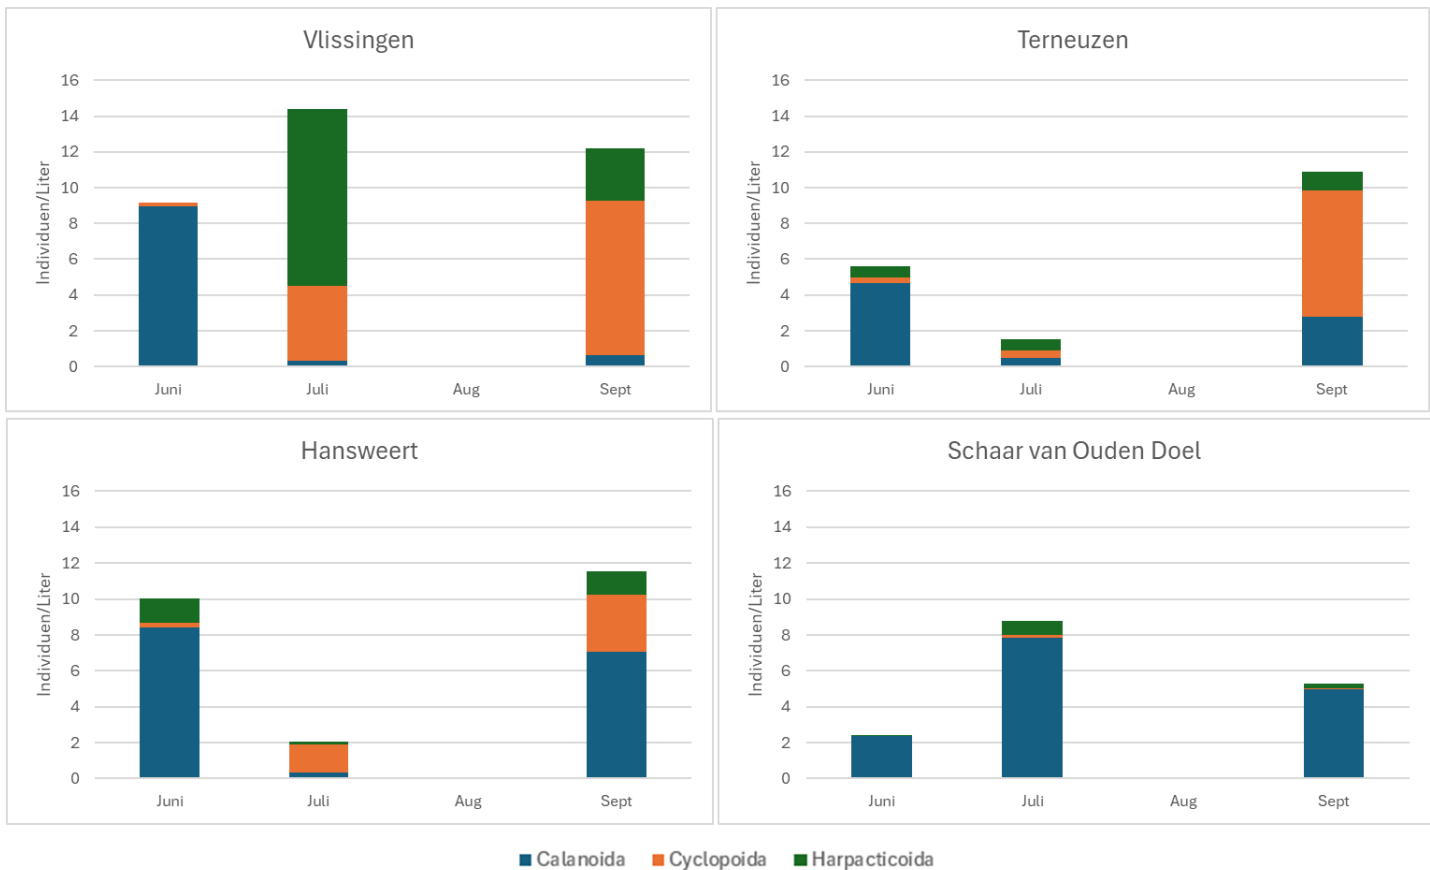 Vlissingen
16
14
12
10
8
6
4
2
0
Individuen/Liter
Juni Juli Aug Sept
Terneuzen
16
14
12
10
8
6
4
2
0
Individuen/Liter
Juni Juli Aug Sept
Hansweert
16
14
12
10
8
6
4
2
0
Individuen/Liter
Juni Juli Aug Sept
Schaar van Ouden Doel
16
14
12
10
8
6
4
2
0
Individuen/Liter
Juni Juli Aug Sept
Calanoida Cyclopoida Harpacticoida